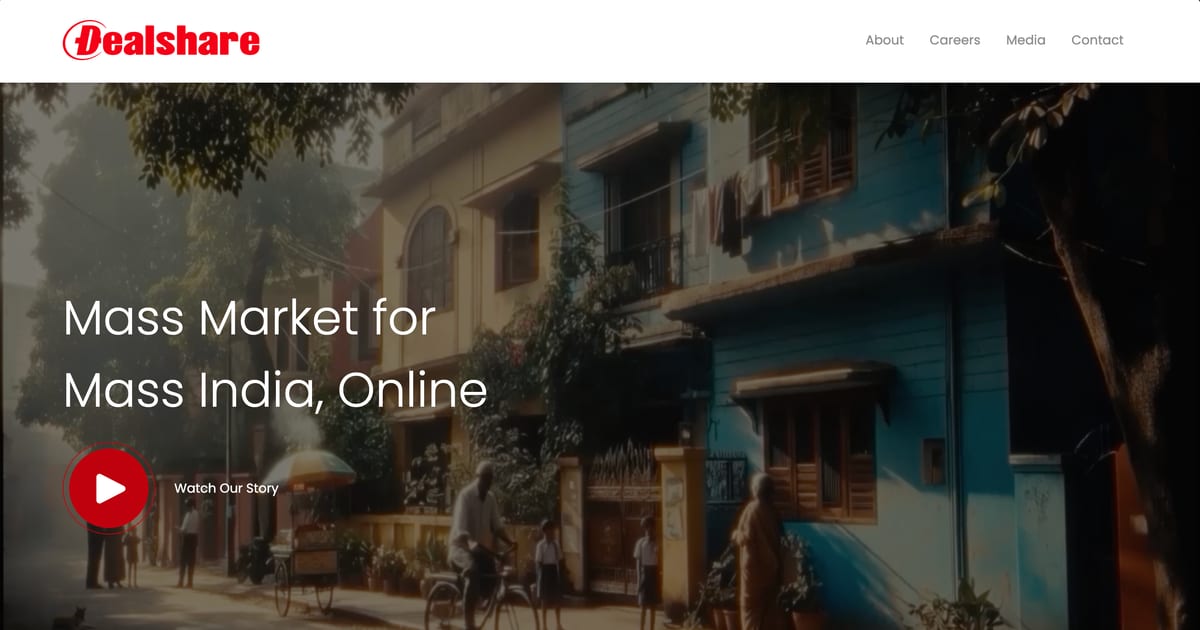 Dealshare
About
Careers
Media
Contact
Mass Market for
Mass India, Online
Watch Our Story